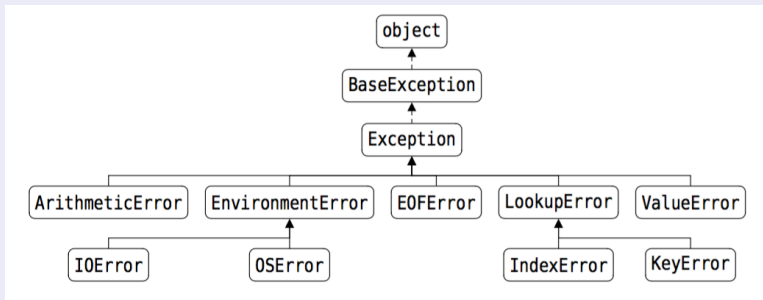 object
BaseException
Exception
ArithmeticError EnvironmentError EOFError LookupError ValueError
IOError OSError IndexError KeyError